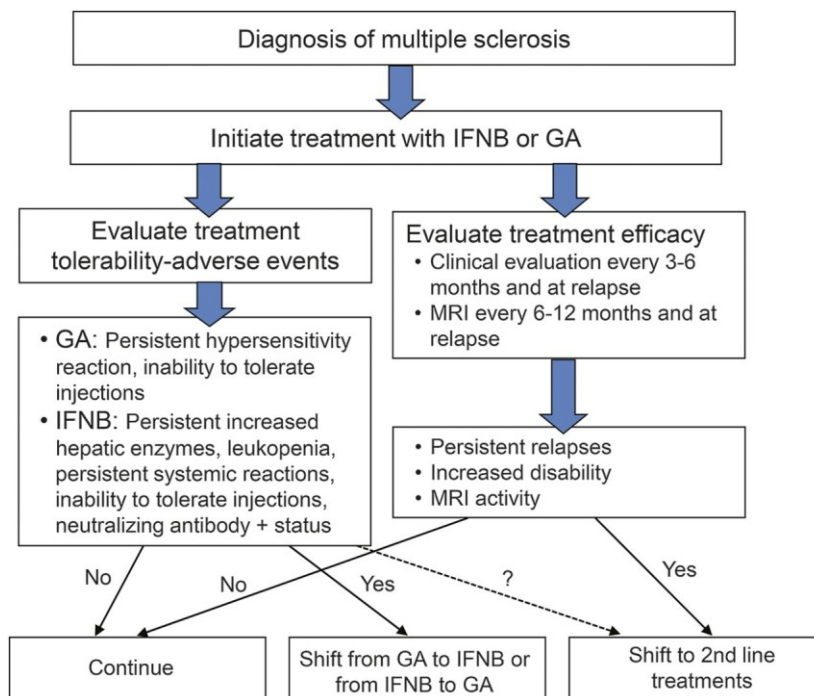 Diagnosis of multiple sclerosis
Initiate treatment with IFNB or GA
Evaluate treatment
tolerability-adverse events
• GA: Persistent hypersensitivity
reaction, inability to tolerate
injections
• IFNB: Persistent increased
hepatic enzymes, leukopenia,
persistent systemic reactions,
inability to tolerate injections,
neutralizing antibody + status
Evaluate treatment efficacy
• Clinical evaluation every 3-6
months and at relapse
• MRI every 6-12 months and at
relapse
• Persistent relapses
• Increased disability
• MRI activity
No
Yes
No
?
Yes
Continue
Shift from GA to IFNB or
from IFNB to GA
Shift to 2nd line
treatments